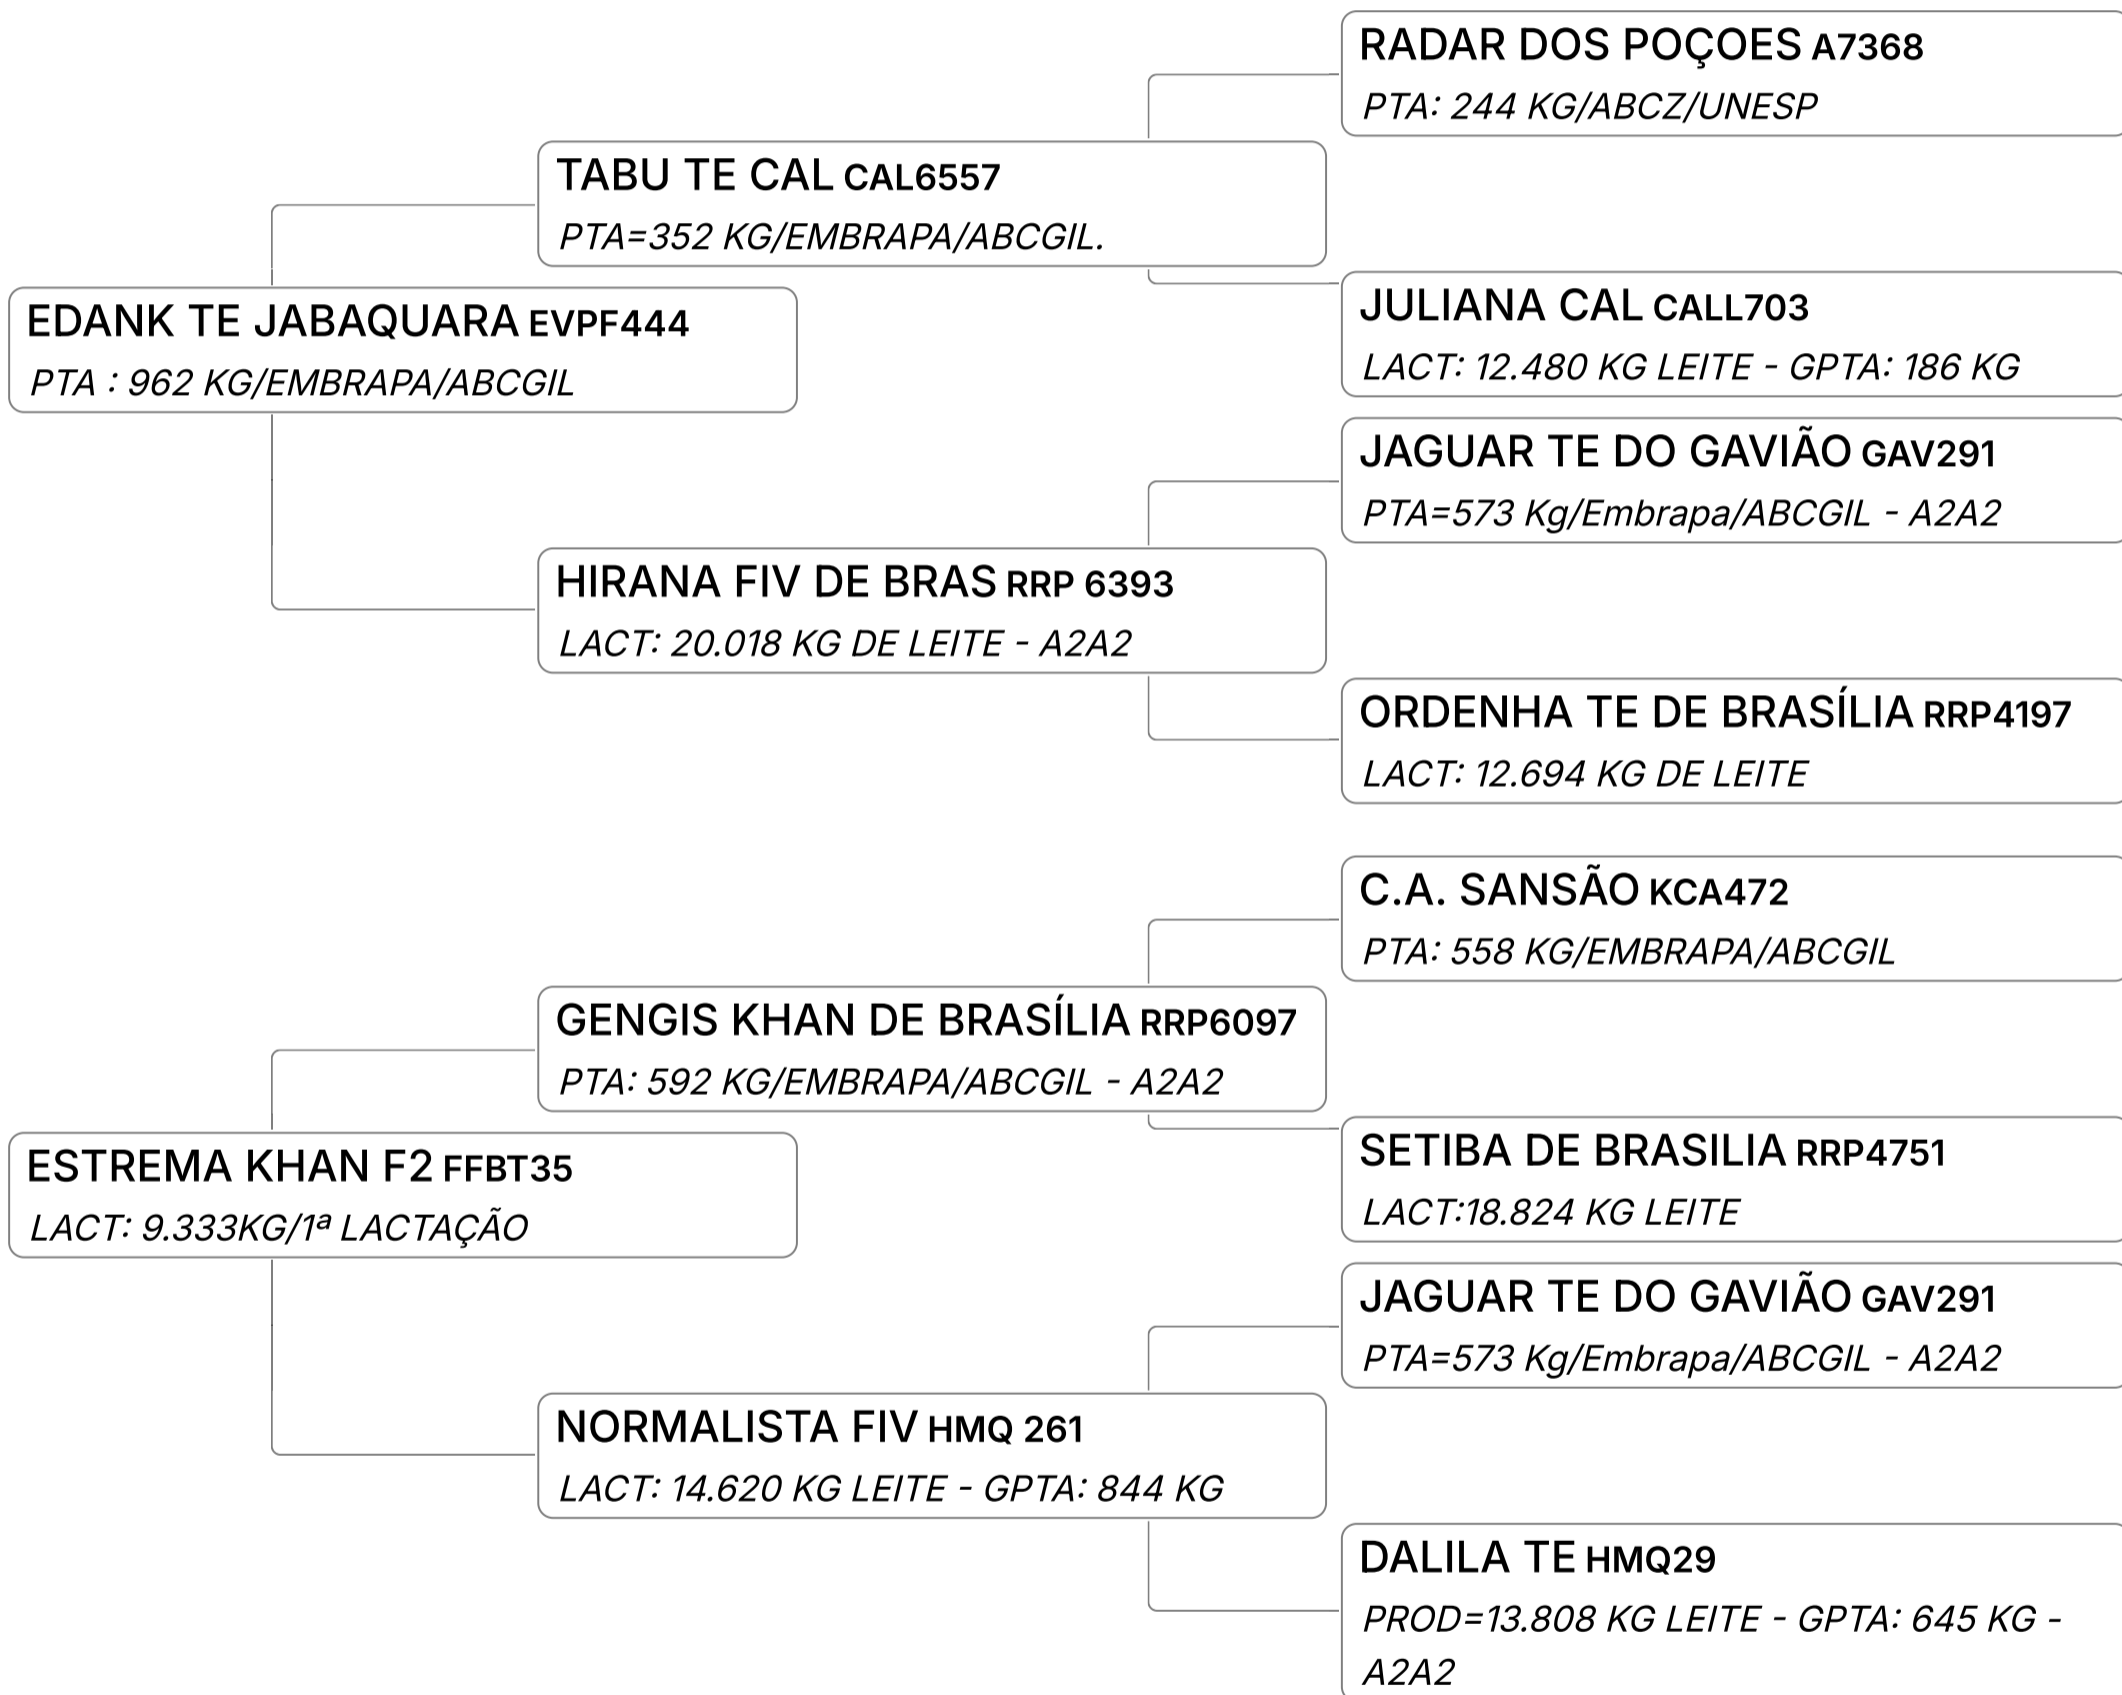 RADAR DOS POÇOES A7368
PTA: 244 KG/ABCZ/UNESP
TABU TE CAL CAL6557
PTA=352 KG/EMBRAPA/ABCGIL.
JULIANA CAL CALL703
LACT: 12.480 KG LEITE - GPTA: 186 KG
EDANK TE JABAQUARA EVPF444
PTA : 962 KG/EMBRAPA/ABCGIL
JAGUAR TE DO GAVIÃO GAV291
PTA=573 Kg/Embrapa/ABCGIL - A2A2
HIRANA FIV DE BRAS RRP 6393
LACT: 20.018 KG DE LEITE - A2A2
ORDENHA TE DE BRASÍLIA RRP4197
LACT: 12.694 KG DE LEITE
C.A. SANSÃO KCA472
PTA: 558 KG/EMBRAPA/ABCGIL
GENGIS KHAN DE BRASÍLIA RRP6097
PTA: 592 KG/EMBRAPA/ABCGIL - A2A2
SETIBA DE BRASILIA RRP4751
LACT:18.824 KG LEITE
ESTREMA KHAN F2 FFBT35
LACT: 9.333KG/1ª LACTAÇÃO
JAGUAR TE DO GAVIÃO GAV291
PTA=573 Kg/Embrapa/ABCGIL - A2A2
NORMALISTA FIV HMQ 261
LACT: 14.620 KG LEITE - GPTA: 844 KG
DALILA TE HMQ29
PROD=13.808 KG LEITE - GPTA: 645 KG -
A2A2